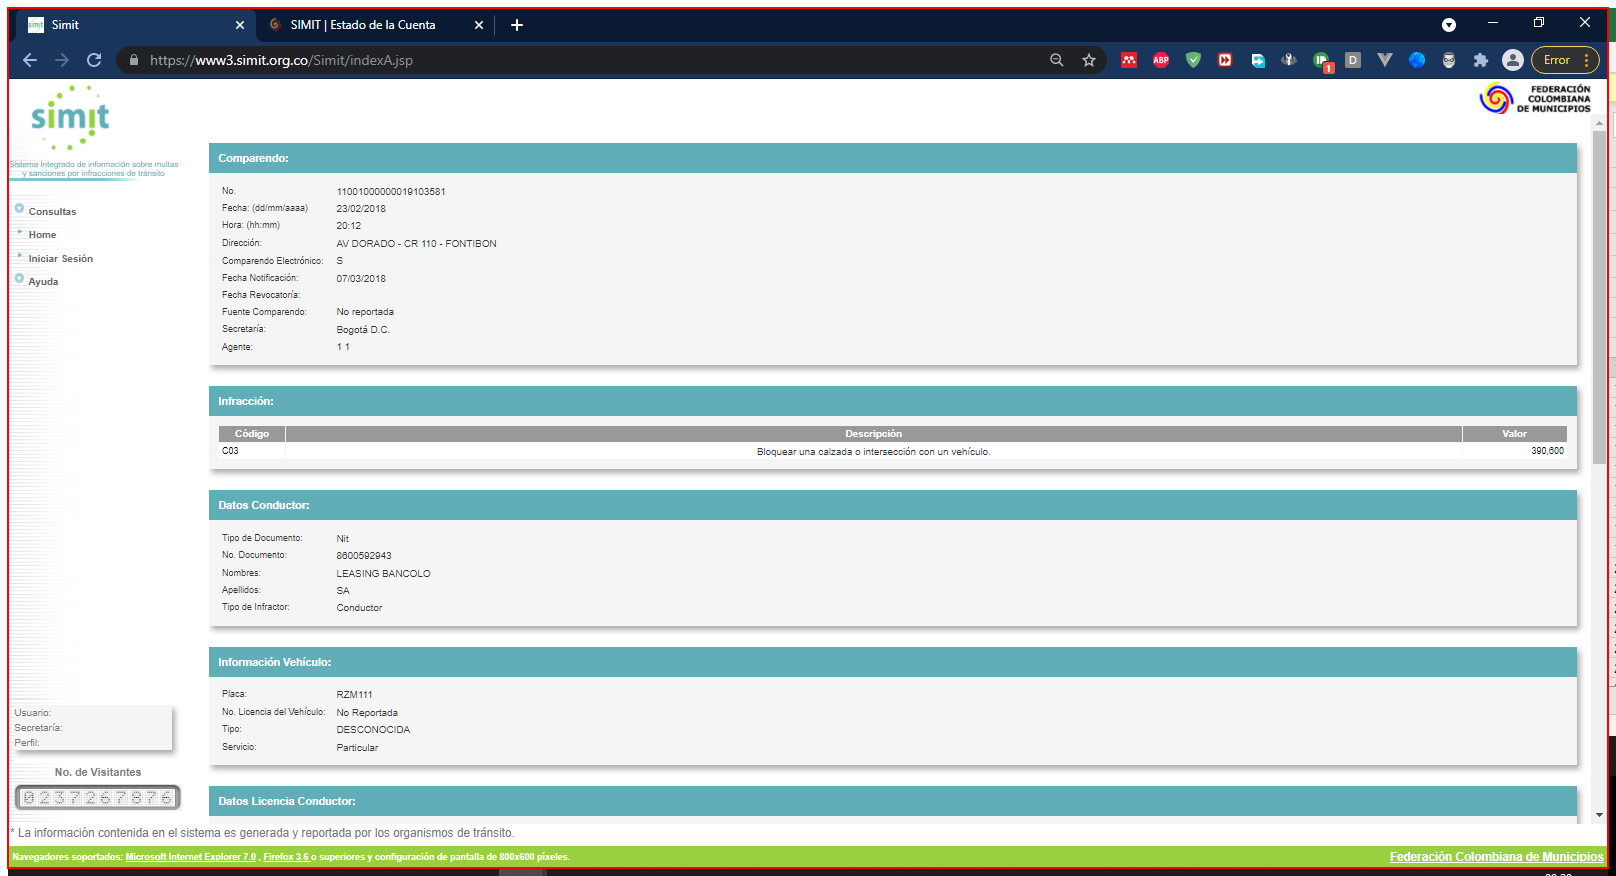 Simit
SIMIT | Estado de la Cuenta
https://www3.simit.org.co/Simit/indexA.jsp
ABP
1
D
Error
simit
Sistema Integrado de información sobre multas
y sanciones por infracciones de tránsito
FEDERACIÓN
COLOMBIANA
DE MUNICIPIOS
Consultas
Home
Iniciar Sesión
Ayuda
Usuario:
Secretaría:
Perfil:
No. de Visitantes
0237267876
Comparendo:
No. 11001000000019103581
Fecha: (dd/mm/aaaa) 23/02/2018
Hora: (hh:mm) 20:12
Dirección: AV DORADO - CR 110 - FONTIBON
Comparendo Electrónico: S
Fecha Notificación: 07/03/2018
Fecha Revocatoría:
Fuente Comparendo: No reportada
Secretaría: Bogotá D.C.
Agente: 1 1
Infracción:
Código Descripción Valor
C03 Bloquear una calzada o intersección con un vehículo. 390,600
Datos Conductor:
Tipo de Documento: Nit
No. Documento: 8600592943
Nombres: LEASING BANCOLO
Apellidos: SA
Tipo de Infractor: Conductor
Información Vehículo:
Placa: RZM111
No. Licencia del Vehículo: No Reportada
Tipo: DESCONOCIDA
Servicio: Particular
Datos Licencia Conductor:
* La información contenida en el sistema es generada y reportada por los organismos de tránsito.
Navegadores soportados: Microsoft Internet Explorer 7.0 , Firefox 3.6 o superiores y configuración de pantalla de 800x600 píxeles.
Federación Colombiana de Municipios